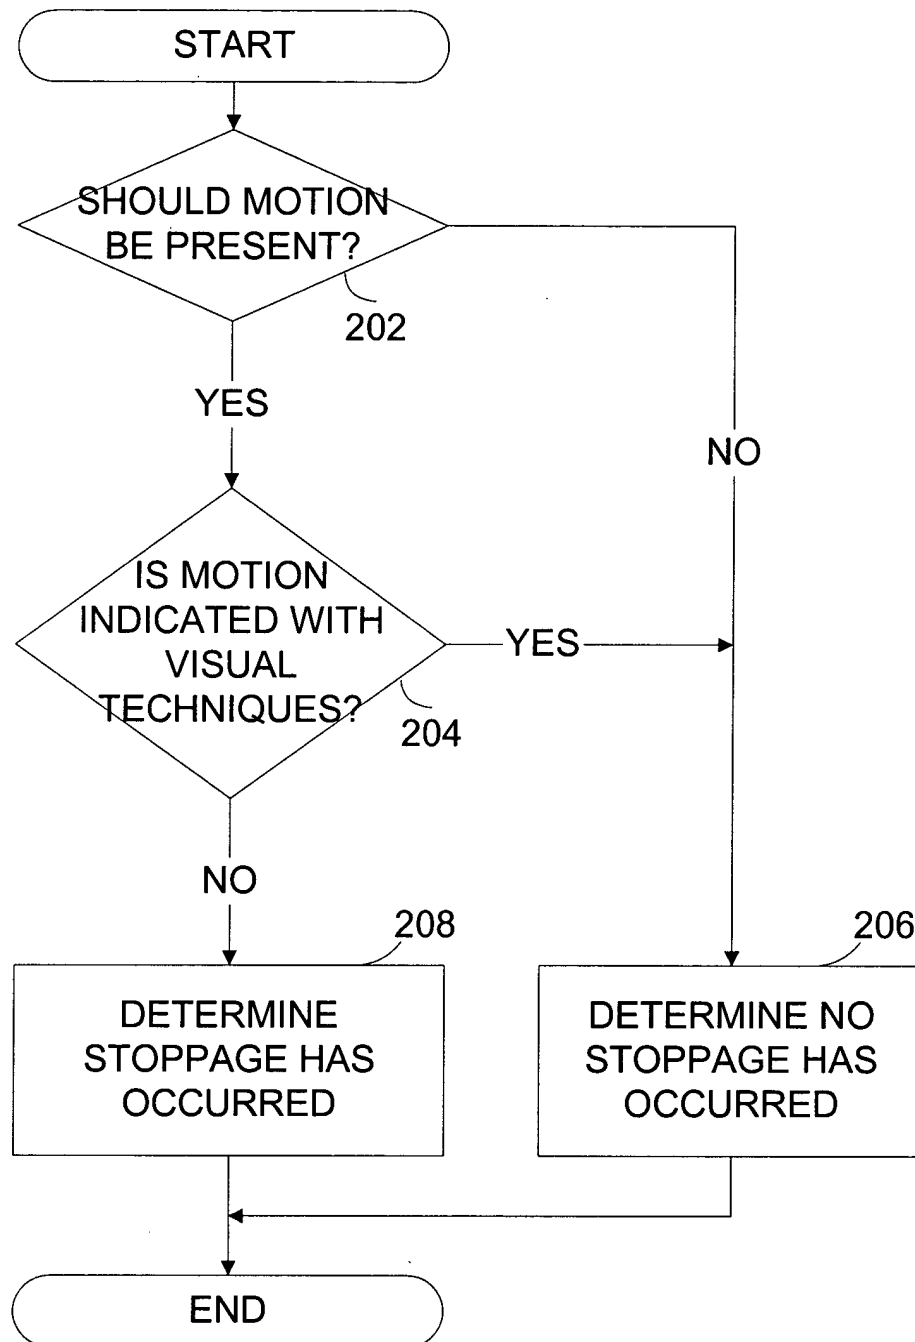 START
SHOULD MOTION
BE PRESENT?
202
YES
NO
IS MOTION
INDICATED WITH
VISUAL
TECHNIQUES?
YES
204
NO
208
206
DETERMINE
STOPPAGE HAS
OCCURRED
DETERMINE NO
STOPPAGE HAS
OCCURRED
END